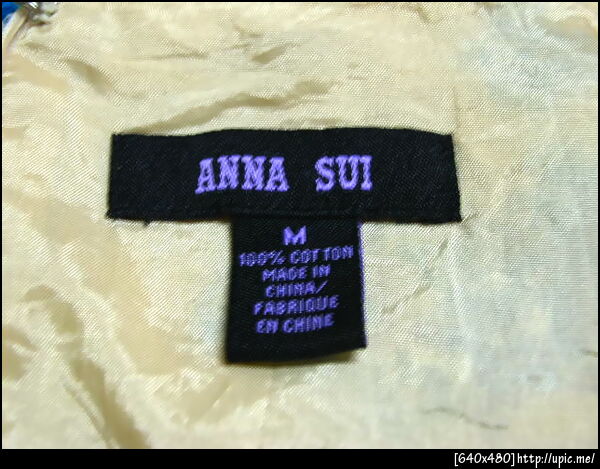 ANNA SUI
M
100% COTTON
MADE IN
CHINA/
FABRIQUE
EN CHINE
[640x480]http://upic.me/